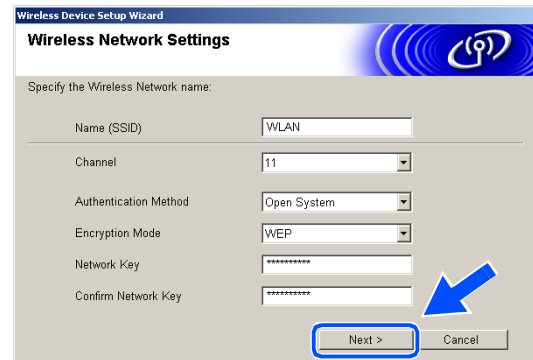 Wireless Device Setup Wizard
Wireless Network Settings
Specify the Wireless Network name:
Name (SSID) WLAN
Channel 11
Authentication Method Open System
Encryption Mode WEP
Network Key **********
Confirm Network Key **********
Next > Cancel